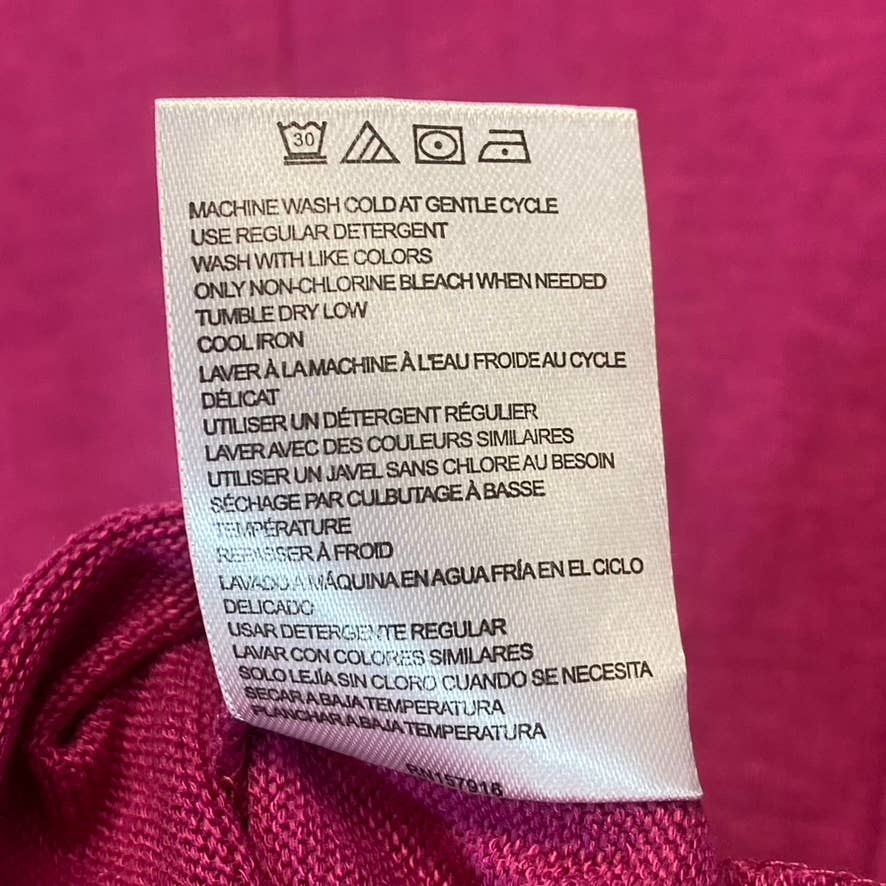 30
MACHINE WASH COLD AT GENTLE CYCLE
USE REGULAR DETERGENT
WASH WITH LIKE COLORS
ONLY NON-CHLORINE BLEACH WHEN NEEDED
TUMBLE DRY LOW
COOL IRON
LAVER À LA MACHINE À L'EAU FROIDE AU CYCLE
DÉLICAT
UTILISER UN DÉTERGENT RÉGULIER
LAVER AVEC DES COULEURS SIMILAIRES
UTILISER UN JAVEL SANS CHLORE AU BESOIN
SÉCHAGE PAR CULBUTAGE À BASSE
TEMPÉRATURE
REPASSER À FROID
LAVADO A MÁQUINA EN AGUA FRÍA EN EL CICLO
DELICADO
USAR DETERGENTE REGULAR
LAVAR CON COLORES SIMILARES
SOLO LEJÍA SIN CLORO CUANDO SE NECESITA
SECAR A BAJA TEMPERATURA
PLANCHAR A BAJA TEMPERATURA
RN157916